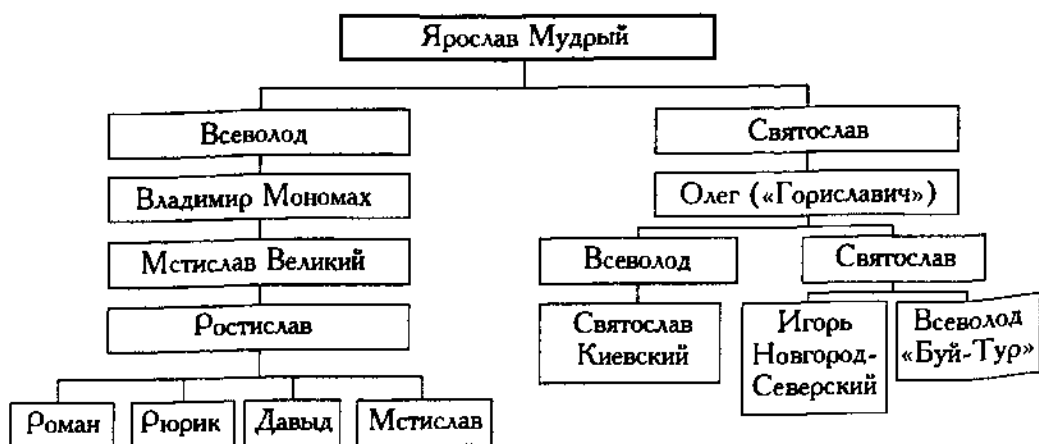 Ярослав Мудрый
Всеволод
Святослав
Владимир Мономах
Олег («Гориславич»)
Мстислав Великий
Всеволод
Святослав
Ростислав
Святослав
Киевский
Игорь
Новгород-
Северский
Всеволод
«Буй-Тур»
Роман
Рюрик
Давыд
Мстислав